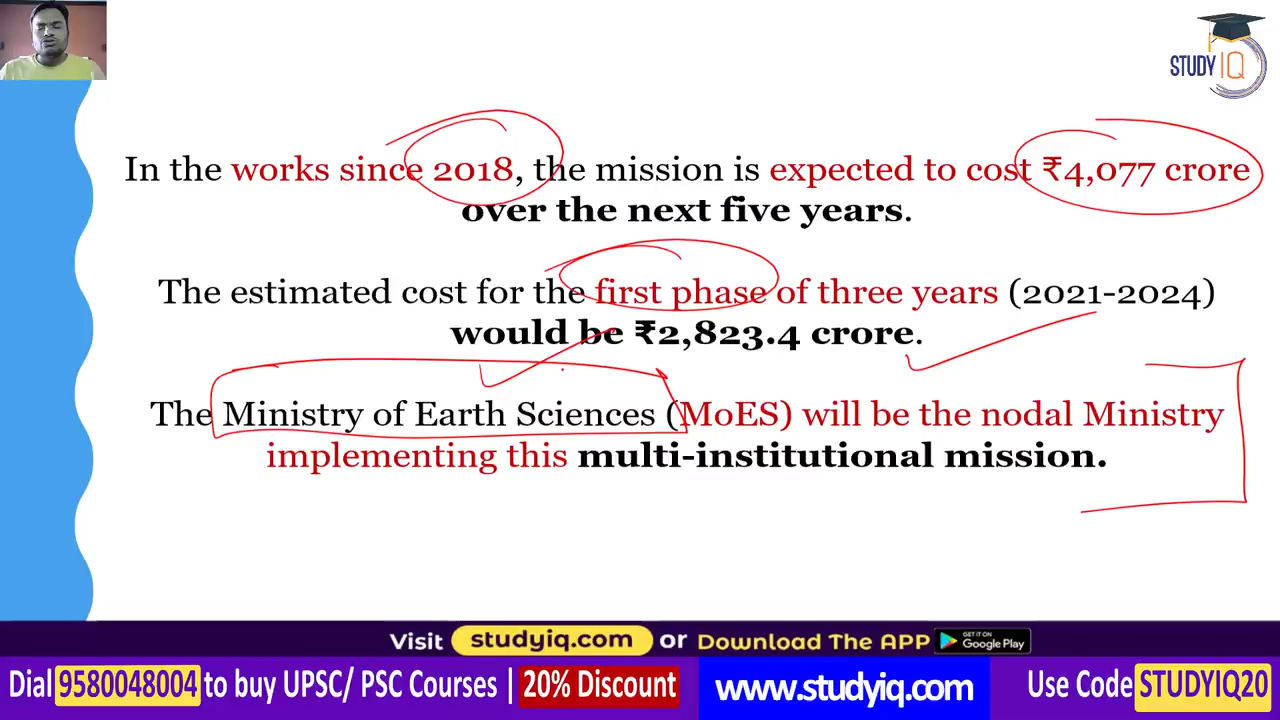 STUDY IQ
In the works since 2018, the mission is expected to cost ₹4,077 crore
over the next five years.
The estimated cost for the first phase of three years (2021-2024)
would be ₹2,823.4 crore.
The Ministry of Earth Sciences (MoES) will be the nodal Ministry
implementing this multi-institutional mission.
Visit studyiq.com or Download The APP GET IT ON Google Play
Dial 9580048004 to buy UPSC/ PSC Courses | 20% Discount www.studyiq.com Use Code STUDYIQ20